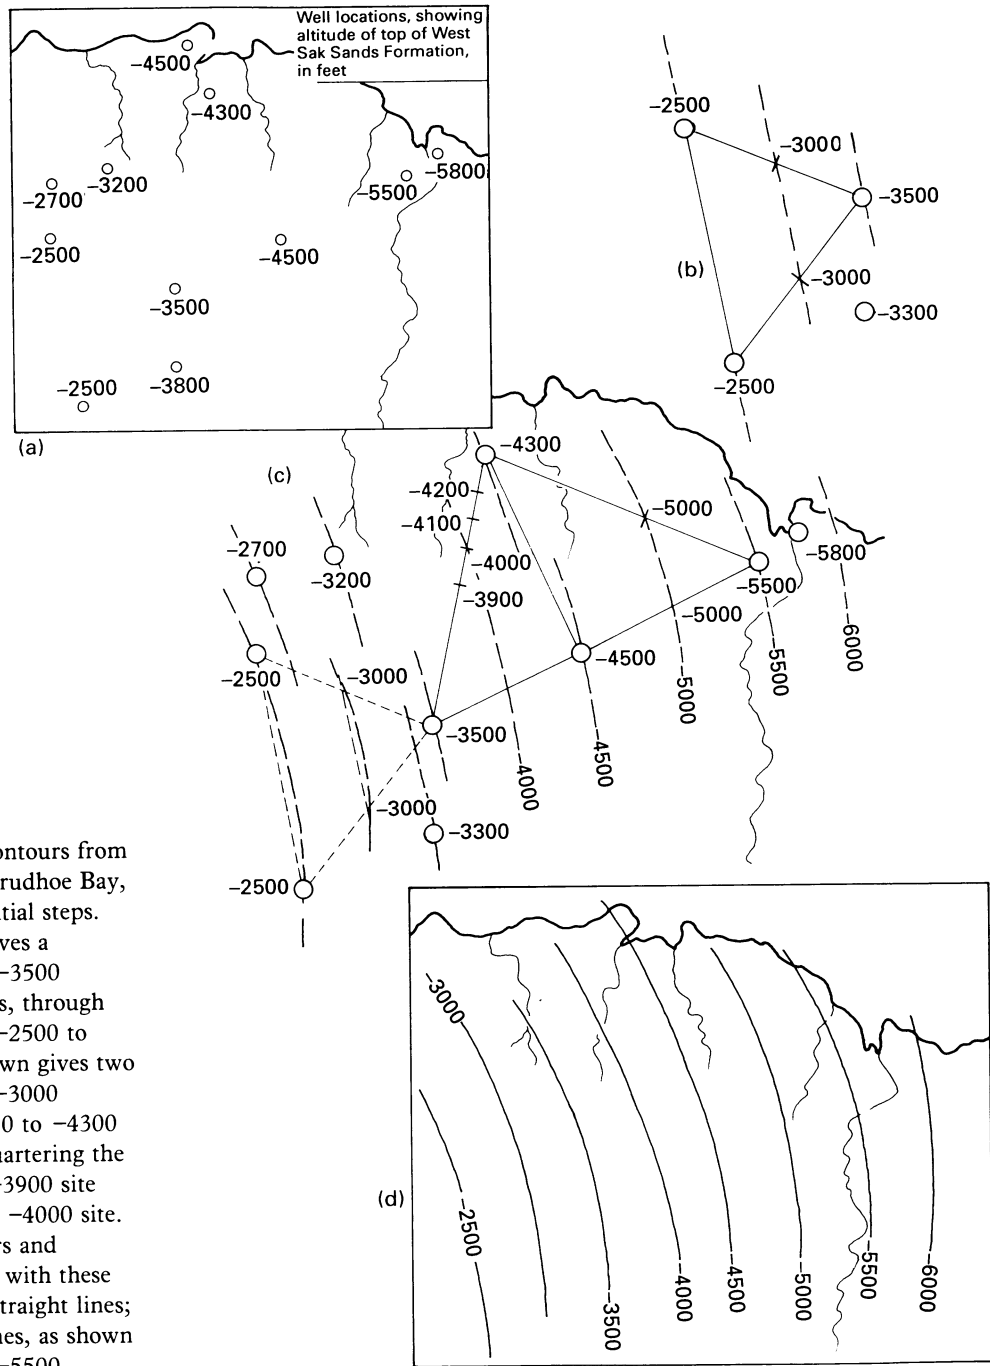 Well locations, showing
altitude of top of West
Sak Sands Formation,
in feet
−4500
−4300
−5800
−3200
−5500
−2700
−2500
−4500
−3500
−2500
−3800
(a)
−2500
−3000
−3500
(b)
−3000
−3300
−2500
(c)
−4300
−4200
−4100
−5000
−4000
−2700
−3200
−5800
−5500
−3900
−5000
−4500
−2500
−3000
−3500
−3000
−3300
−2500
4000
4500
−5000
−5500
6000
ontours from
rudhoe Bay,
tial steps.
ves a
−3500
s, through
−2500 to
wn gives two
−3000
0 to −4300
uartering the
−3900 site
−4000 site.
rs and
with these
traight lines;
nes, as shown
−5500
(d)
−3000
−2500
−3500
−4000
−4500
−5000
−5500
−6000